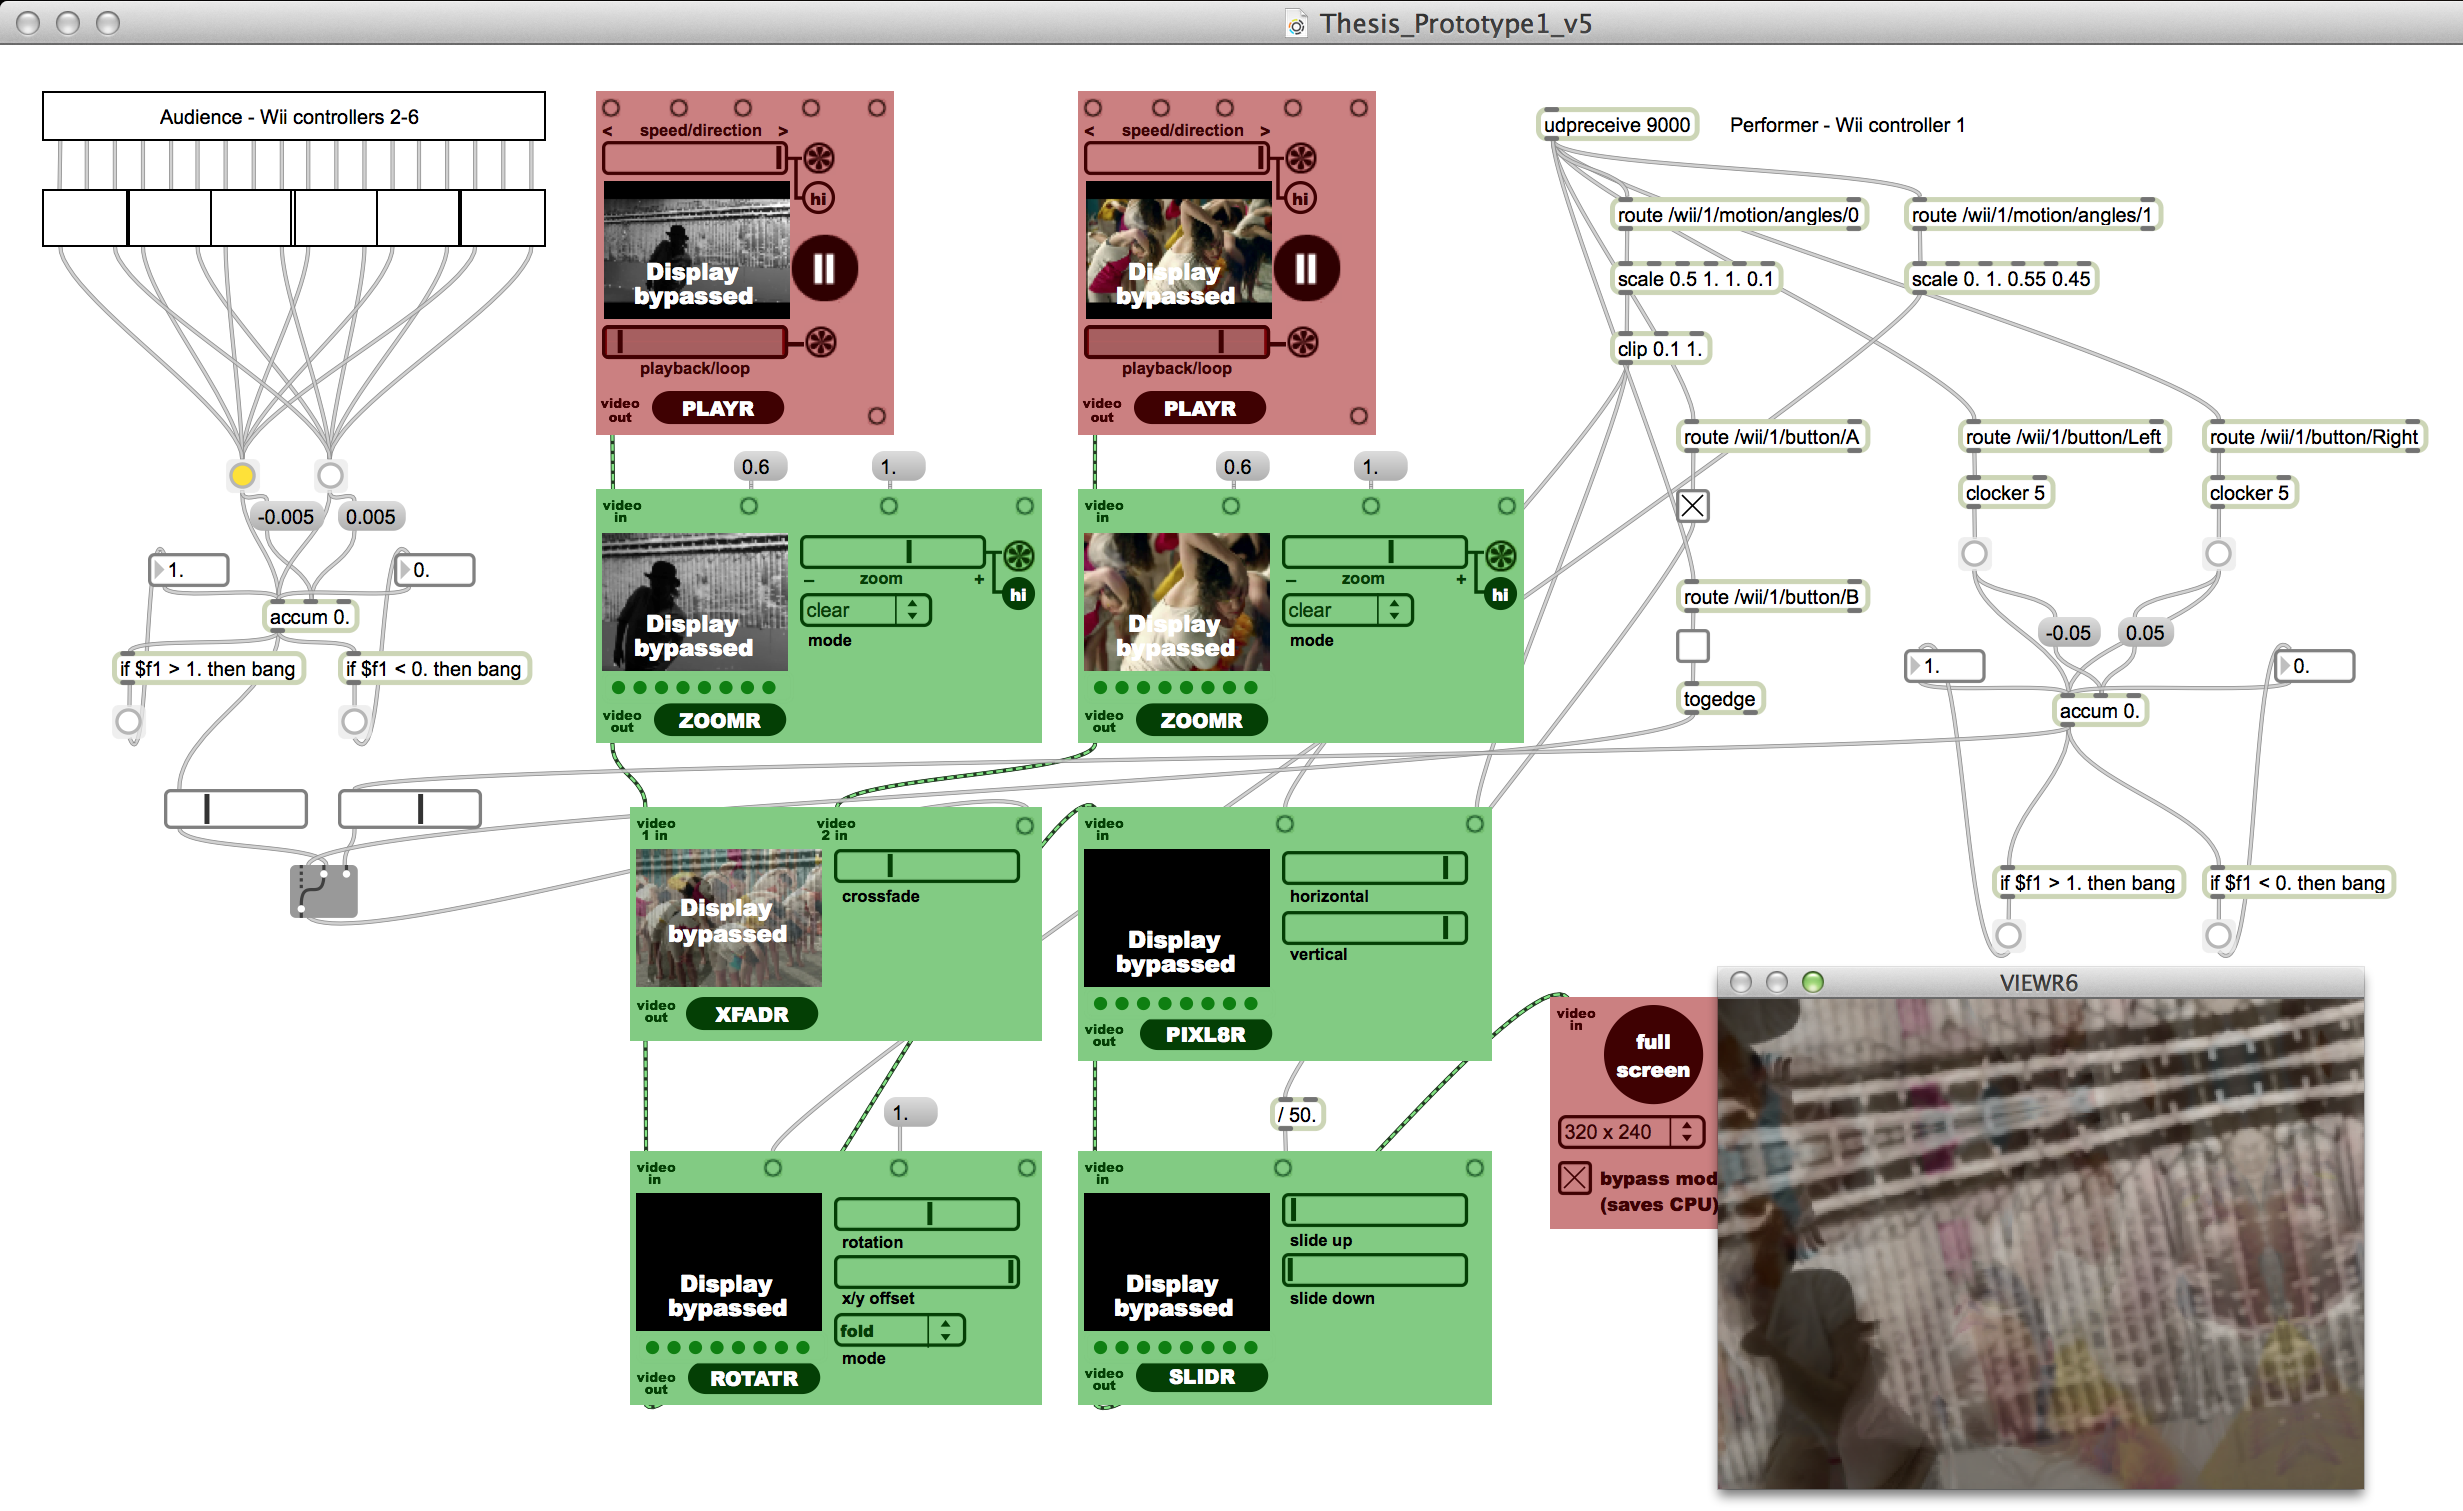 Thesis_Prototype1_v5
Audience - Wii controllers 2-6
-0.005
0.005
1.
0.
accum 0.
if $f1 > 1. then bang
if $f1 < 0. then bang
< speed/direction >
hi
Display
bypassed
playback/loop
video
out
PLAYR
< speed/direction >
hi
Display
bypassed
playback/loop
video
out
PLAYR
0.6
1.
video
in
Display
bypassed
– zoom +
hi
clear
mode
video
out
ZOOMR
0.6
1.
video
in
Display
bypassed
– zoom +
hi
clear
mode
video
out
ZOOMR
video
1 in
video
2 in
Display
bypassed
crossfade
video
out
XFADR
video
in
Display
bypassed
horizontal
vertical
video
out
PIXL8R
1.
video
in
Display
bypassed
rotation
x/y offset
fold
mode
video
out
ROTATR
/ 50.
video
in
Display
bypassed
slide up
slide down
video
out
SLIDR
udpreceive 9000
Performer - Wii controller 1
route /wii/1/motion/angles/0
route /wii/1/motion/angles/1
scale 0.5 1. 1. 0.1
scale 0. 1. 0.55 0.45
clip 0.1 1.
route /wii/1/button/A
route /wii/1/button/Left
route /wii/1/button/Right
clocker 5
clocker 5
route /wii/1/button/B
togedge
-0.05
0.05
1.
0.
accum 0.
if $f1 > 1. then bang
if $f1 < 0. then bang
video
in
full
screen
320 x 240
bypass mod
(saves CPU)
VIEWR6